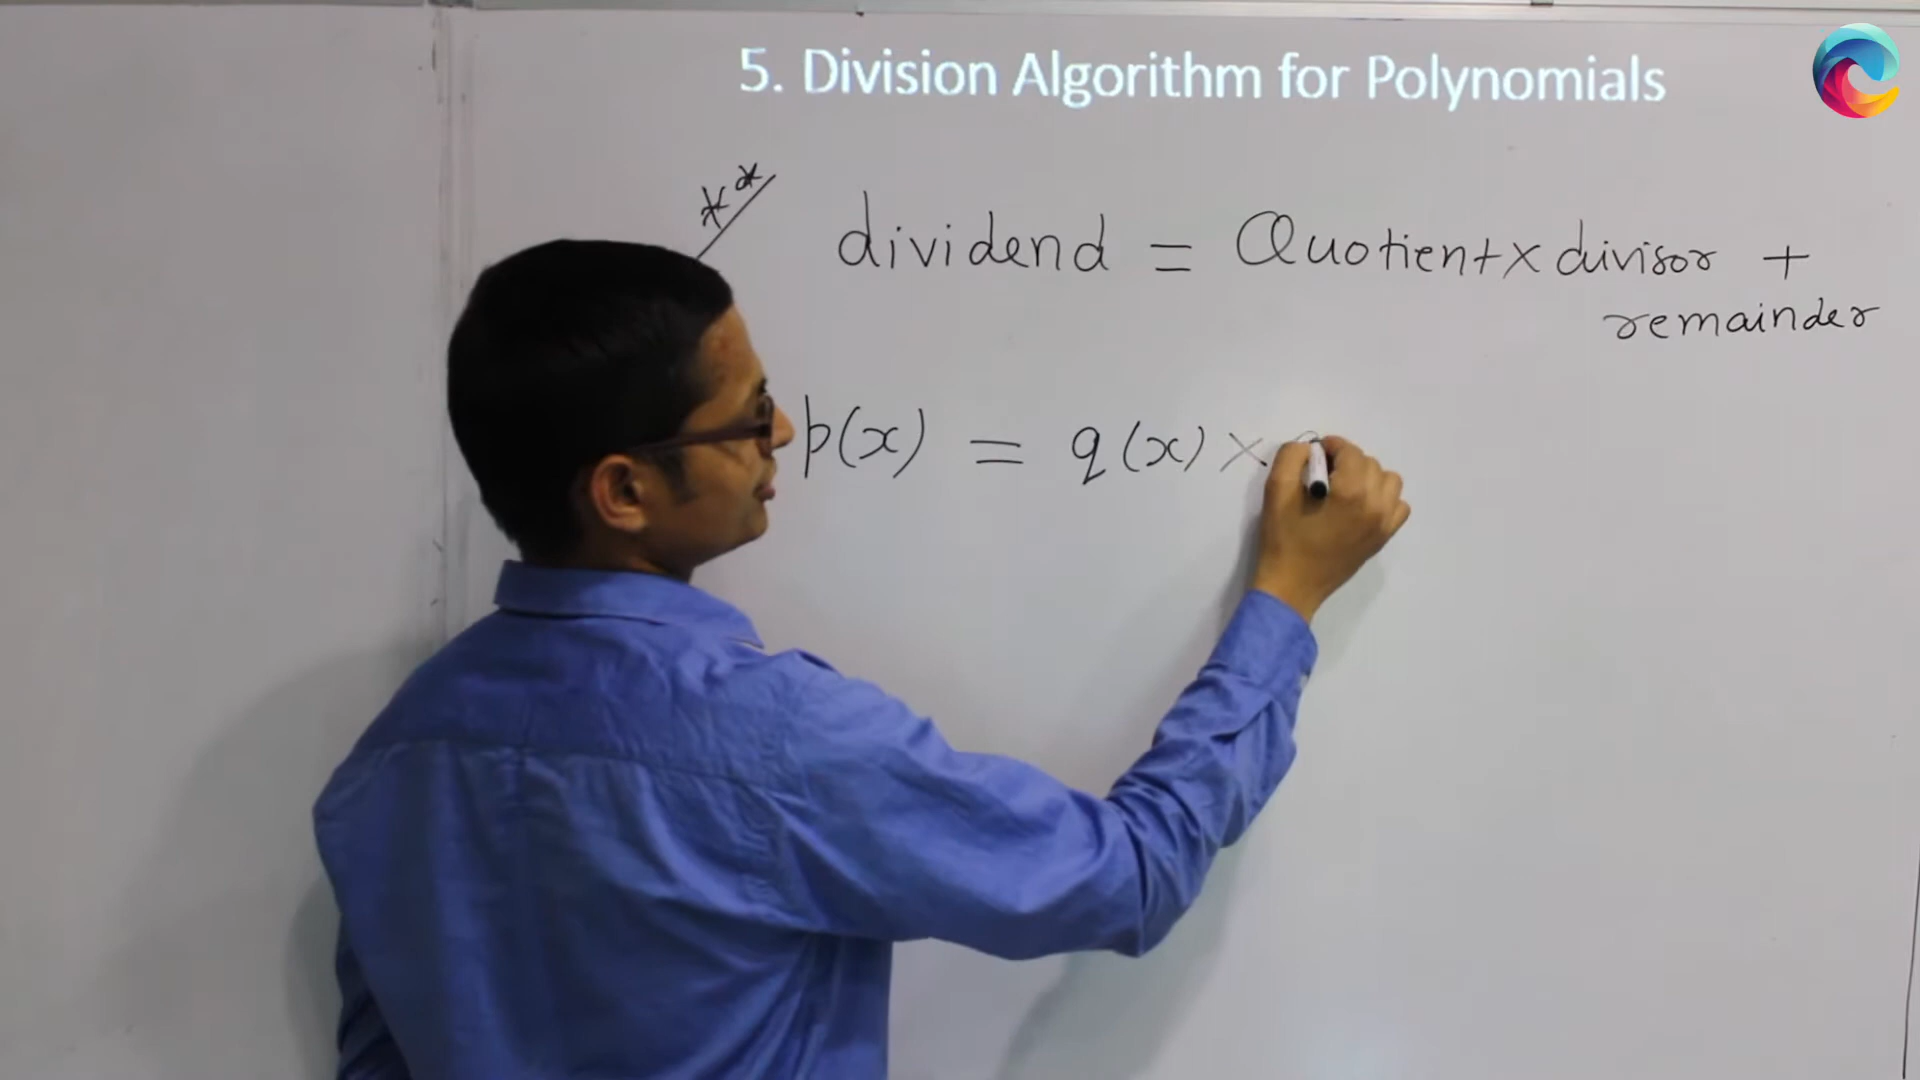 5. Division Algorithm for Polynomials
** dividend = Quotient × divisor +
remainder
p(x) = q(x) ×